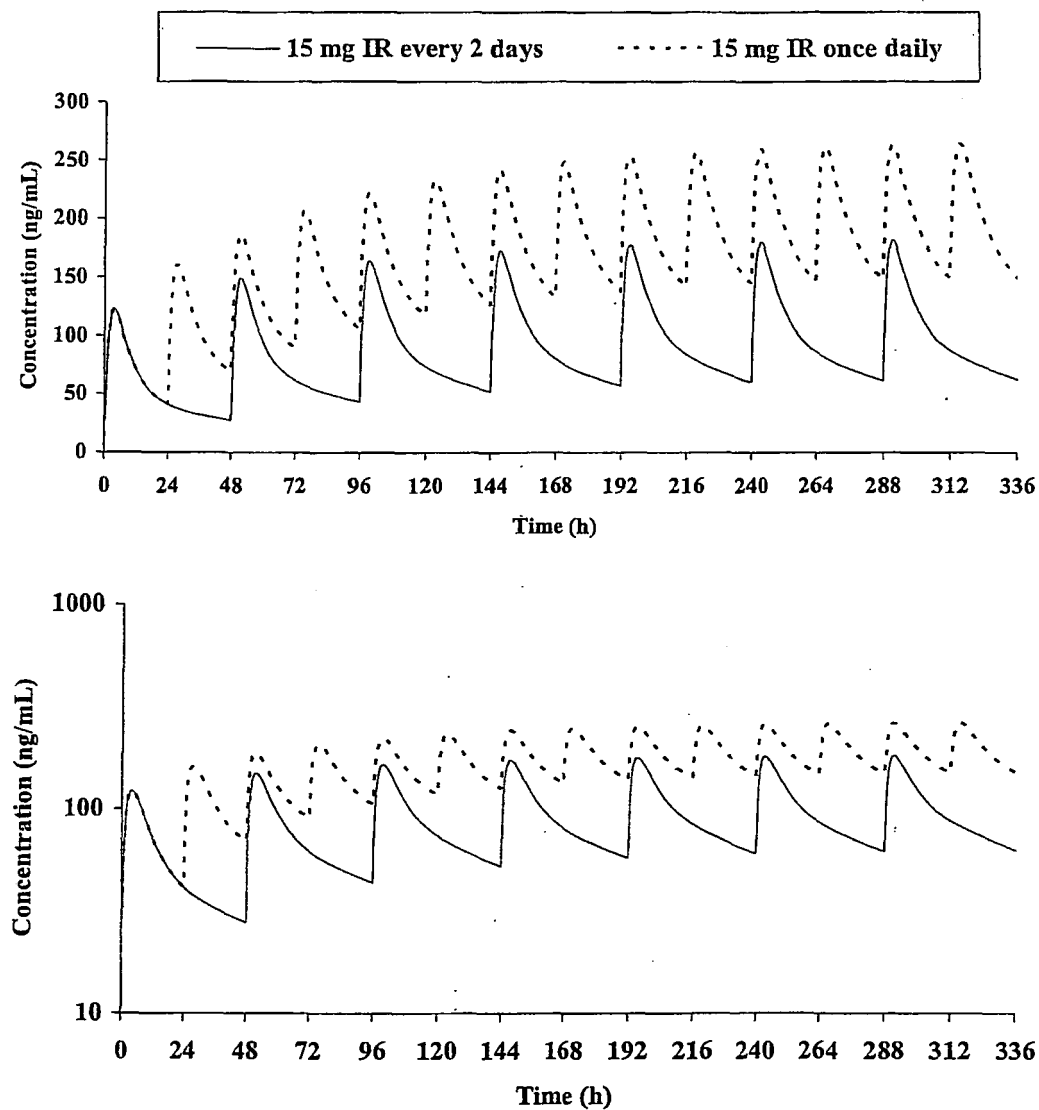 15 mg IR every 2 days 15 mg IR once daily
Concentration (ng/mL)
300
250
200
150
100
50
0
0 24 48 72 96 120 144 168 192 216 240 264 288 312 336
Time (h)
Concentration (ng/mL)
1000
100
10
0 24 48 72 96 120 144 168 192 216 240 264 288 312 336
Time (h)